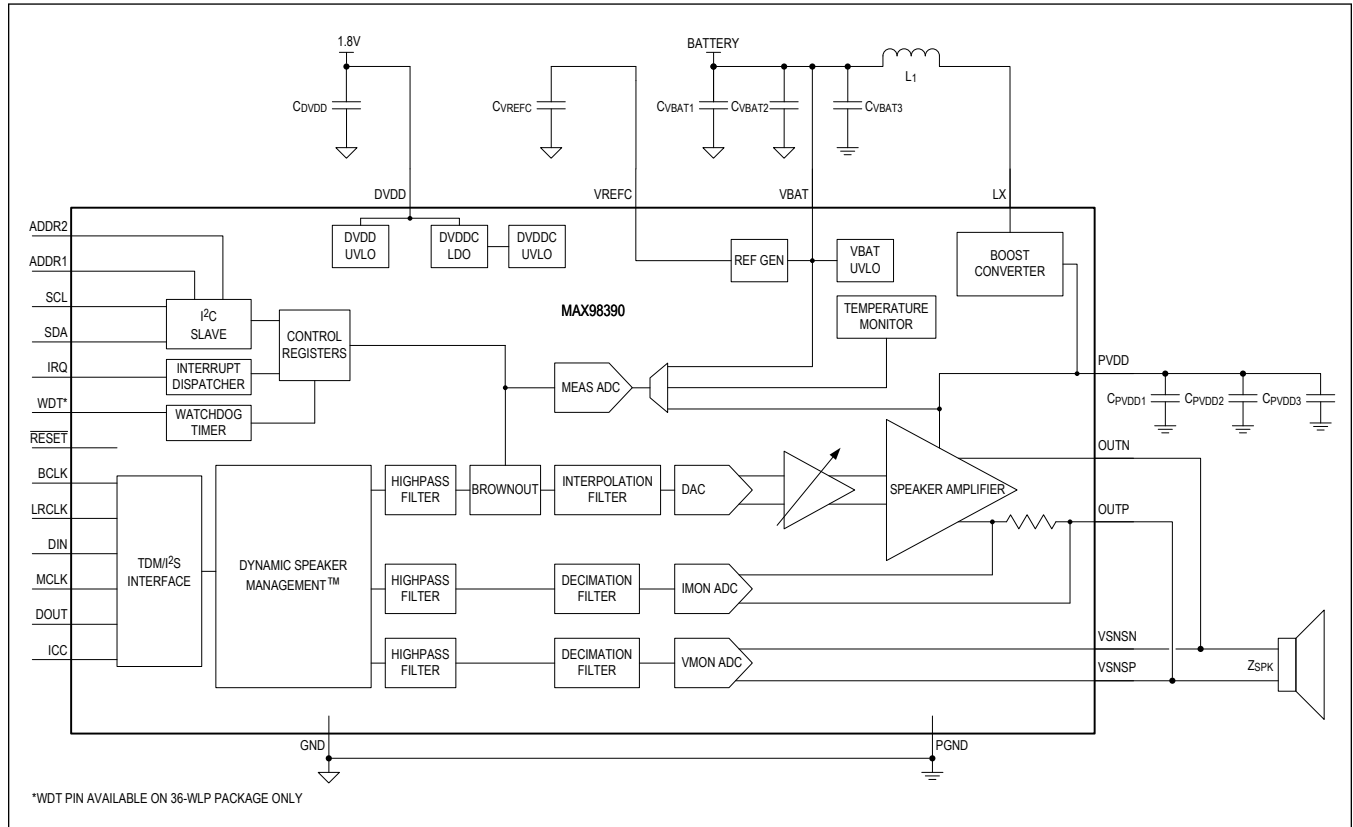 1.8V
BATTERY
L1
CDVDD
CVREFC
CVBAT1
CVBAT2
CVBAT3
DVDD
VREFC
VBAT
LX
ADDR2
ADDR1
SCL
SDA
IRQ
WDT*
RESET
BCLK
LRCLK
DIN
MCLK
DOUT
ICC
DVDD
UVLO
DVDDC
LDO
DVDDC
UVLO
REF GEN
VBAT
UVLO
BOOST
CONVERTER
MAX98390
TEMPERATURE
MONITOR
I2C
SLAVE
CONTROL
REGISTERS
INTERRUPT
DISPATCHER
WATCHDOG
TIMER
MEAS ADC
PVDD
CPVDD1
CPVDD2
CPVDD3
OUTN
OUTP
TDM/I2S
INTERFACE
DYNAMIC SPEAKER
MANAGEMENT™
HIGHPASS
FILTER
BROWNOUT
INTERPOLATION
FILTER
DAC
SPEAKER AMPLIFIER
HIGHPASS
FILTER
DECIMATION
FILTER
IMON ADC
HIGHPASS
FILTER
DECIMATION
FILTER
VMON ADC
VSNSN
VSNSP
ZSPK
GND
PGND
*WDT PIN AVAILABLE ON 36-WLP PACKAGE ONLY